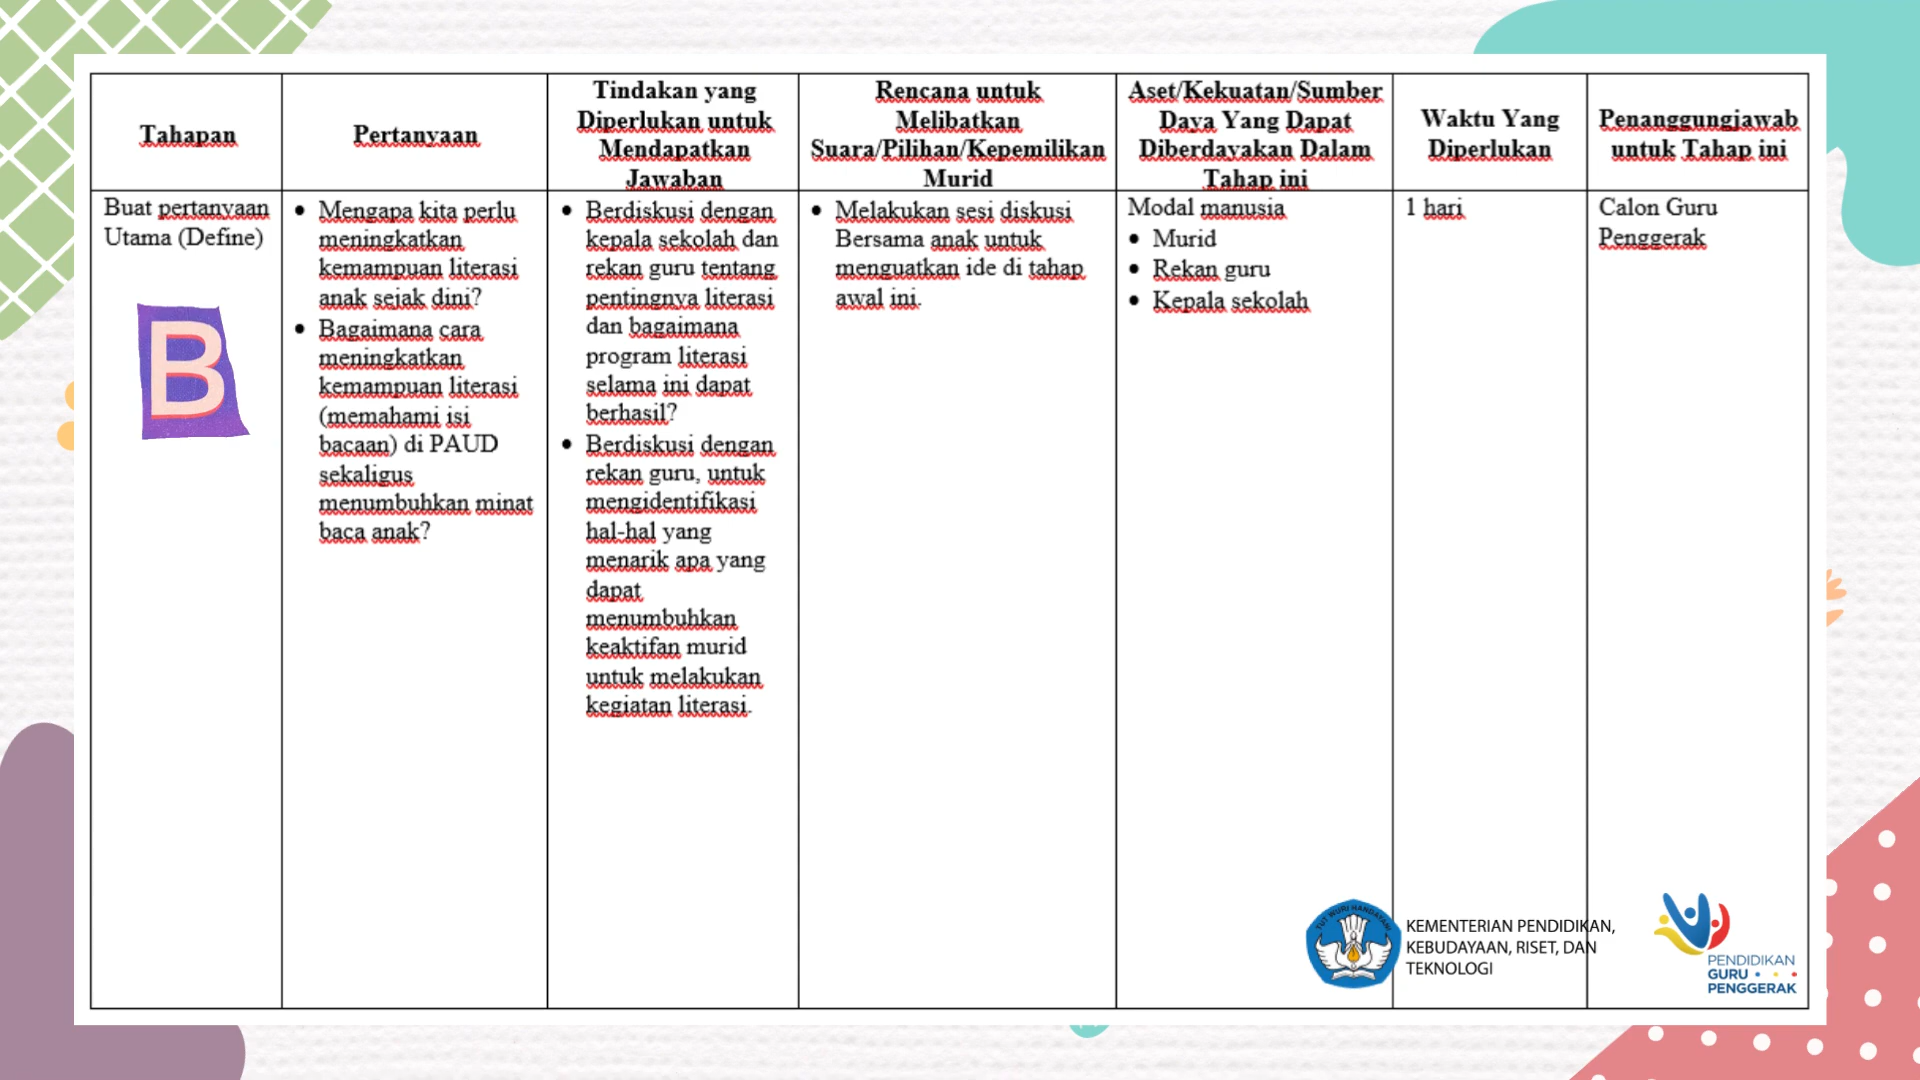 Tahapan
Pertanyaan
Tindakan yang
Diperlukan untuk
Mendapatkan
Jawaban
Rencana untuk
Melibatkan
Suara/Pilihan/Kepemilikan
Murid
Aset/Kekuatan/Sumber
Daya Yang Dapat
Diberdayakan Dalam
Tahap ini
Waktu Yang
Diperlukan
Penanggungjawab
untuk Tahap ini
Buat pertanyaan
Utama (Define)
B
• Mengapa kita perlu
meningkatkan
kemampuan literasi
anak sejak dini?
• Bagaimana cara
meningkatkan
kemampuan literasi
(memahami isi
bacaan) di PAUD
sekaligus
menumbuhkan minat
baca anak?
• Berdiskusi dengan
kepala sekolah dan
rekan guru tentang
pentingnya literasi
dan bagaimana
program literasi
selama ini dapat
berhasil?
• Berdiskusi dengan
rekan guru, untuk
mengidentifikasi
hal-hal yang
menarik apa yang
dapat
menumbuhkan
keaktifan murid
untuk melakukan
kegiatan literasi.
• Melakukan sesi diskusi
Bersama anak untuk
menguatkan ide di tahap
awal ini.
Modal manusia
• Murid
• Rekan guru
• Kepala sekolah
1 hari
Calon Guru
Penggerak
TUT WURI HANDAYANI
KEMENTERIAN PENDIDIKAN,
KEBUDAYAAN, RISET, DAN
TEKNOLOGI
PENDIDIKAN
GURU
PENGGERAK